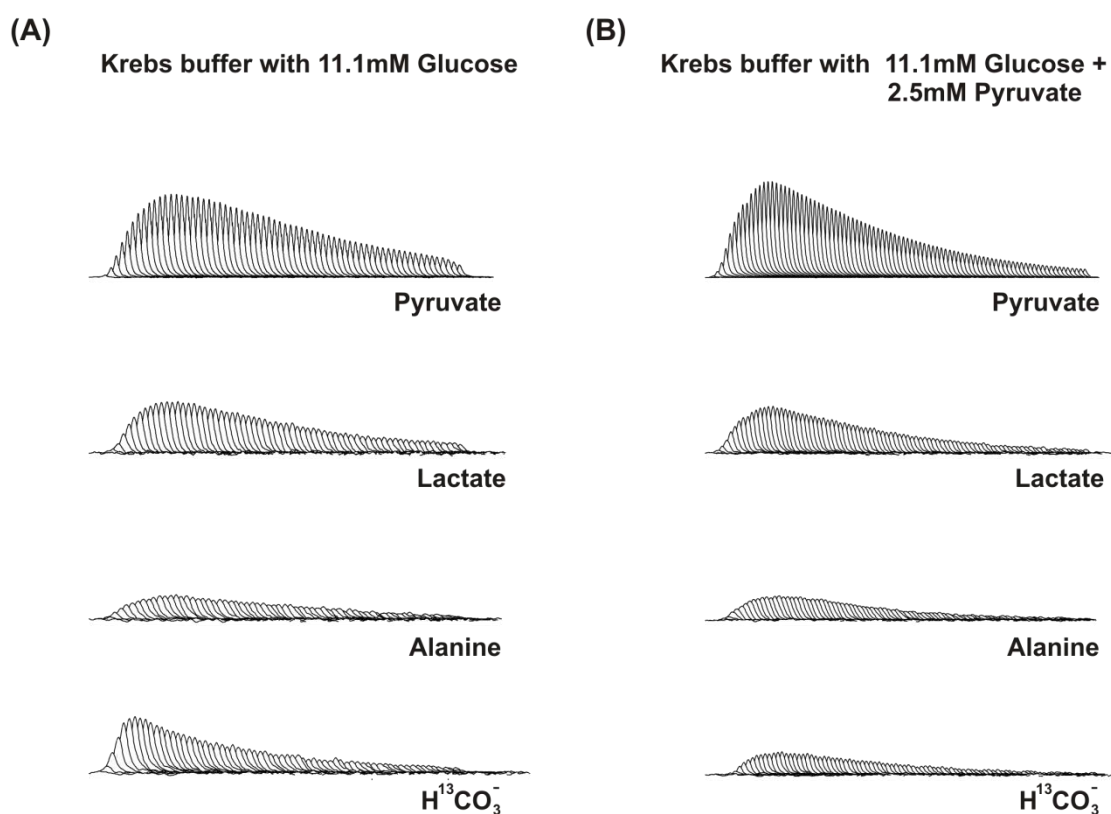 (A)
Krebs buffer with 11.1mM Glucose
Pyruvate
Lactate
Alanine
H¹³CO₃⁻
(B)
Krebs buffer with 11.1mM Glucose +
2.5mM Pyruvate
Pyruvate
Lactate
Alanine
H¹³CO₃⁻